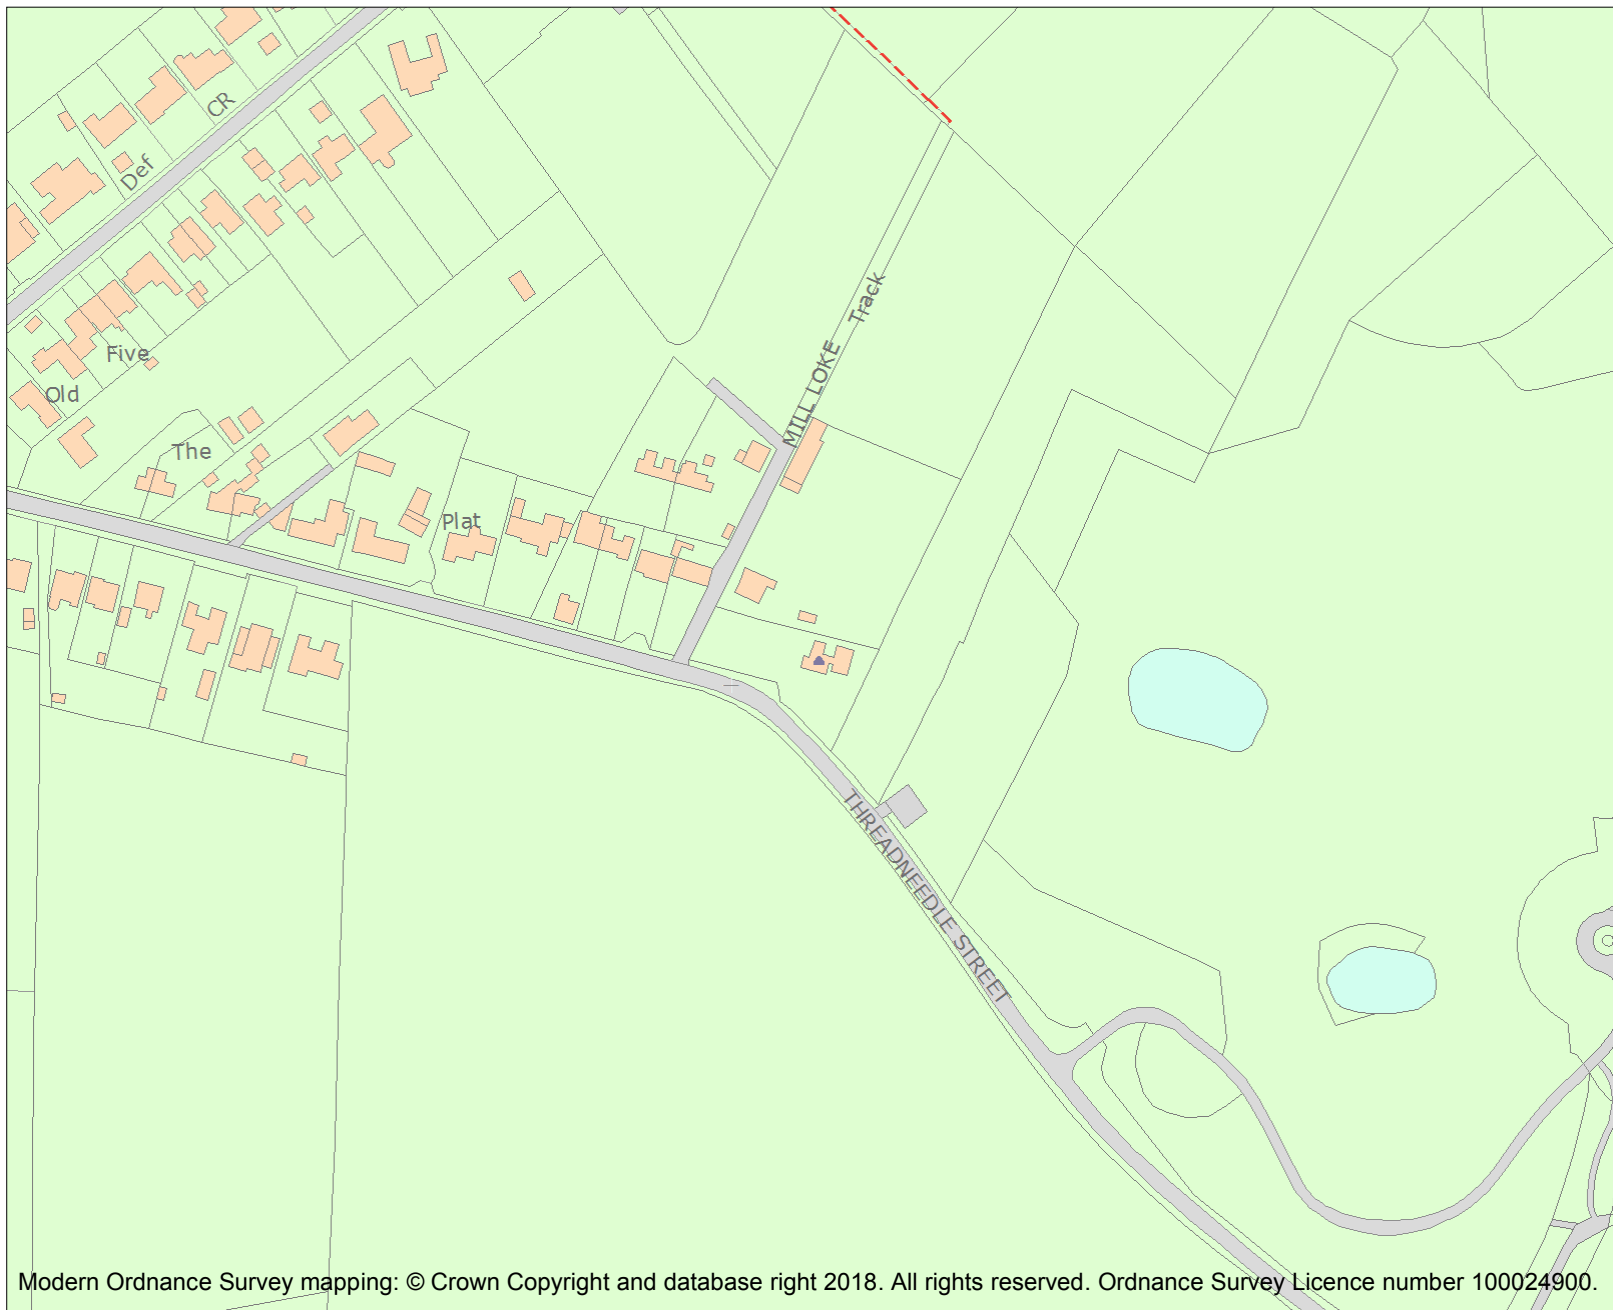 CR
Def
Track
MILL LOKE
Five
Old
The
Plat
THREADNEEDLE STREET
Modern Ordnance Survey mapping: © Crown Copyright and database right 2018. All rights reserved. Ordnance Survey Licence number 100024900.